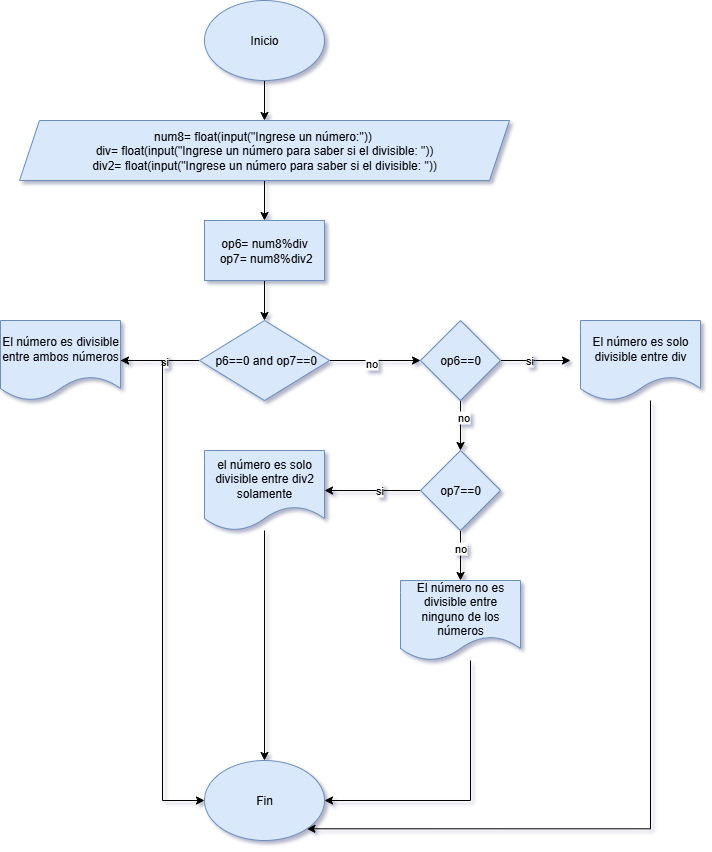 Inicio
num8= float(input("Ingrese un número:"))
div= float(input("Ingrese un número para saber si el divisible: "))
div2= float(input("Ingrese un número para saber si el divisible: "))
op6= num8%div
op7= num8%div2
El número es divisible
entre ambos números
si
p6==0 and op7==0
no
op6==0
si
El número es solo
divisible entre div
no
el número es solo
divisible entre div2
solamente
si
op7==0
no
El número no es
divisible entre
ninguno de los
números
Fin